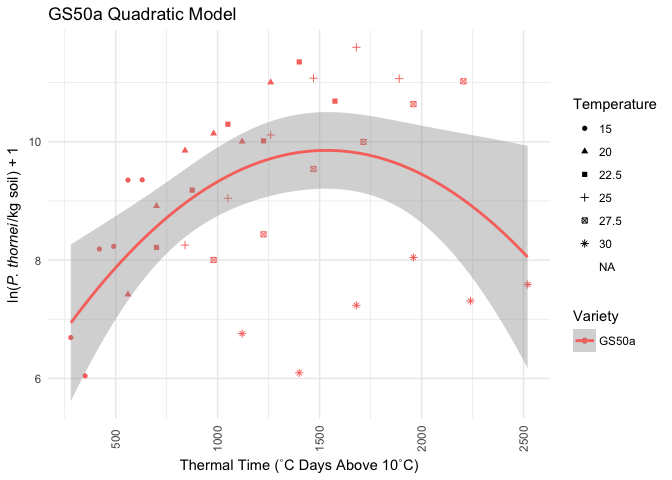 GS50a Quadratic Model
ln(P. thornei/kg soil) + 1
10
8
6
500
1000
1500
2000
2500
Thermal Time (˚C Days Above 10˚C)
Temperature
15
20
22.5
25
27.5
30
NA
Variety
GS50a